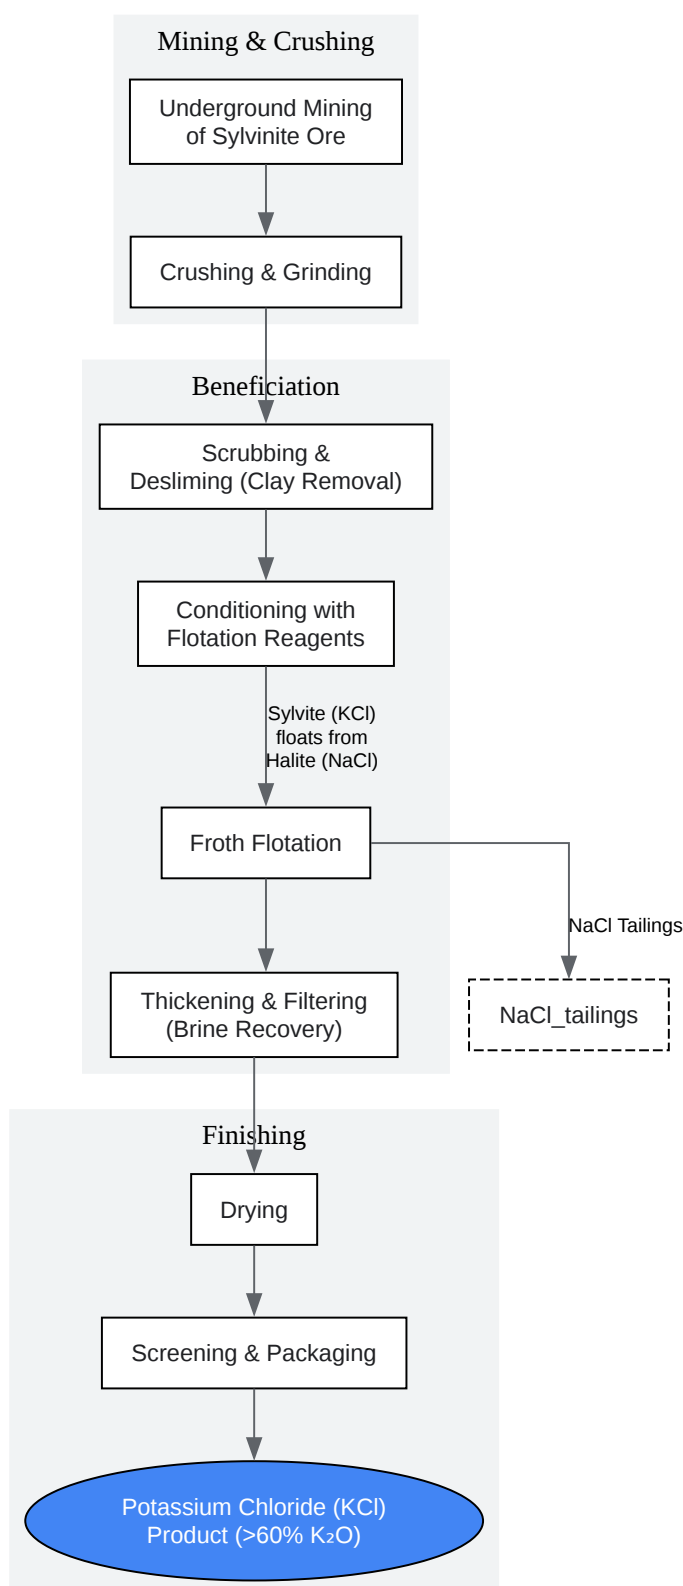 Mining & Crushing
Underground Mining
of Sylvinite Ore
Crushing & Grinding
Beneficiation
Scrubbing &
Desliming (Clay Removal)
Conditioning with
Flotation Reagents
Sylvite (KCl)
floats from
Halite (NaCl)
Froth Flotation
NaCl Tailings
Thickening & Filtering
(Brine Recovery)
NaCl_tailings
Finishing
Drying
Screening & Packaging
Potassium Chloride (KCl)
Product (>60% K₂O)